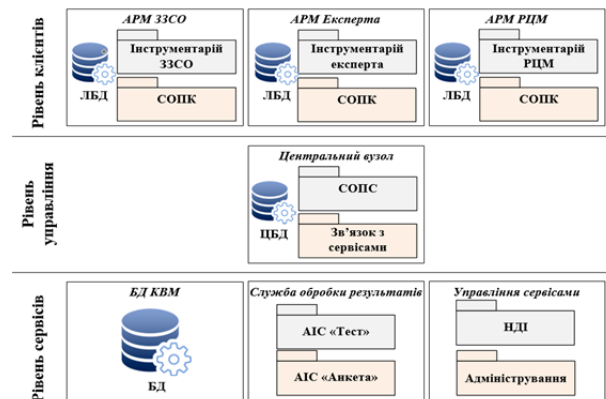 Рівень клієнтів
АРМ ЗЗСО
Інструментарій
ЗЗСО
ЛБД
СОПК
АРМ Експерта
Інструментарій
експерта
ЛБД
СОПК
АРМ РЦМ
Інструментарій
РЦМ
ЛБД
СОПК
Рівень
управління
Центральний вузол
СОПС
ЦБД
Зв’язок з
сервісами
Рівень сервісів
БД КВМ
БД
Служба обробки результатів
АІС «Тест»
АІС «Анкета»
Управління сервісами
НДІ
Адміністрування